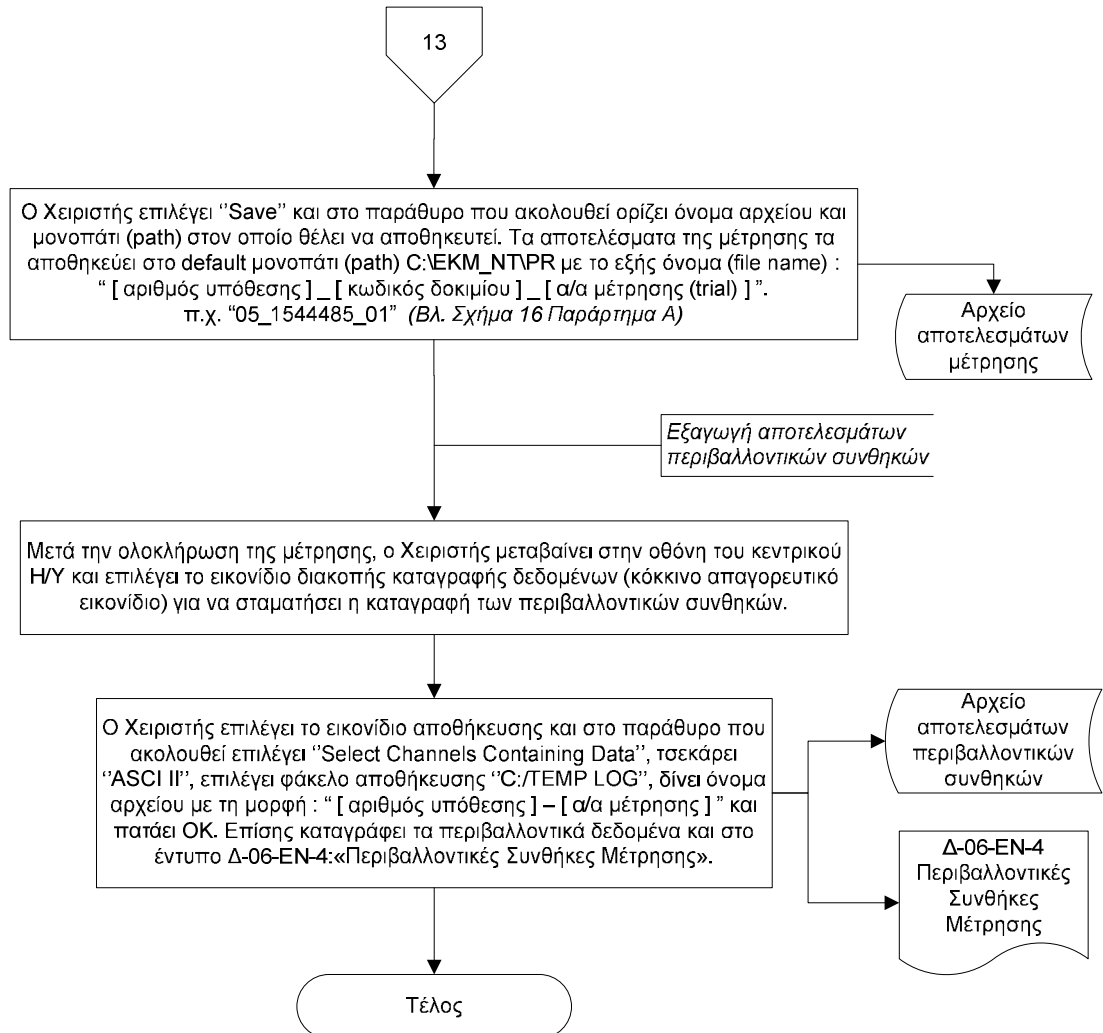 13
Ο Χειριστής επιλέγει ‘’Save’’ και στο παράθυρο που ακολουθεί ορίζει όνομα αρχείου και
μονοπάτι (path) στον οποίο θέλει να αποθηκευτεί. Τα αποτελέσματα της μέτρησης τα
αποθηκεύει στο default μονοπάτι (path) C:\EKM_NT\PR με το εξής όνομα (file name) :
“ [ αριθμός υπόθεσης ] _ [ κωδικός δοκιμίου ] _ [ α/α μέτρησης (trial) ] ”.
π.χ. “05_1544485_01” (Βλ. Σχήμα 16 Παράρτημα Α)
Αρχείο
αποτελεσμάτων
μέτρησης
Εξαγωγή αποτελεσμάτων
περιβαλλοντικών συνθηκών
Μετά την ολοκλήρωση της μέτρησης, ο Χειριστής μεταβαίνει στην οθόνη του κεντρικού
Η/Υ και επιλέγει το εικονίδιο διακοπής καταγραφής δεδομένων (κόκκινο απαγορευτικό
εικονίδιο) για να σταματήσει η καταγραφή των περιβαλλοντικών συνθηκών.
Ο Χειριστής επιλέγει το εικονίδιο αποθήκευσης και στο παράθυρο που
ακολουθεί επιλέγει ‘’Select Channels Containing Data’’, τσεκάρει
‘’ASCI II’’, επιλέγει φάκελο αποθήκευσης ‘’C:/TEMP LOG’’, δίνει όνομα
αρχείου με τη μορφή : “ [ αριθμός υπόθεσης ] – [ α/α μέτρησης ] ” και
πατάει OK. Επίσης καταγράφει τα περιβαλλοντικά δεδομένα και στο
έντυπο Δ-06-ΕΝ-4:«Περιβαλλοντικές Συνθήκες Μέτρησης».
Αρχείο
αποτελεσμάτων
περιβαλλοντικών
συνθηκών
Δ-06-ΕΝ-4
Περιβαλλοντικές
Συνθήκες
Μέτρησης
Τέλος